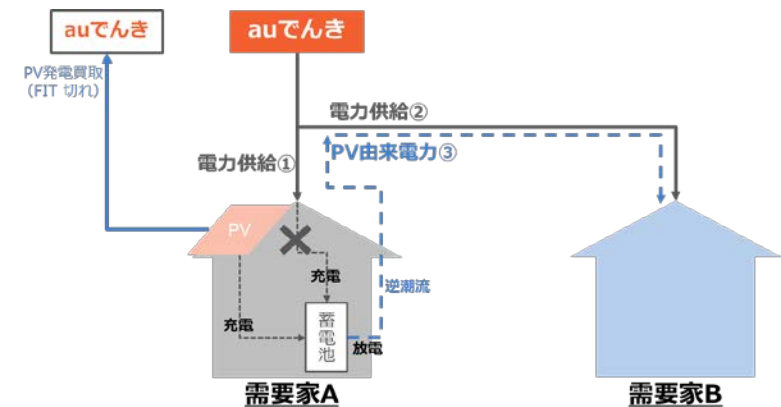 auでんき
auでんき
PV発電買取
（FIT 切れ）
電力供給②
PV由来電力③
電力供給①
PV
充電
逆潮流
充電
蓄電池
放電
需要家A
需要家B